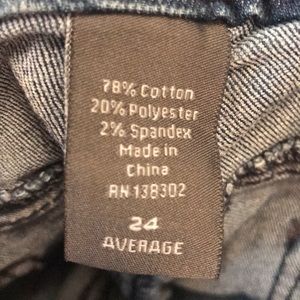 78% Cotton
20% Polyester
2% Spandex
Made in
China
RN 138302
24
AVERAGE